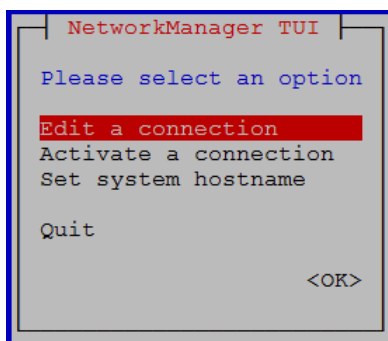 NetworkManager TUI
Please select an option
Edit a connection
Activate a connection
Set system hostname
Quit
<OK>